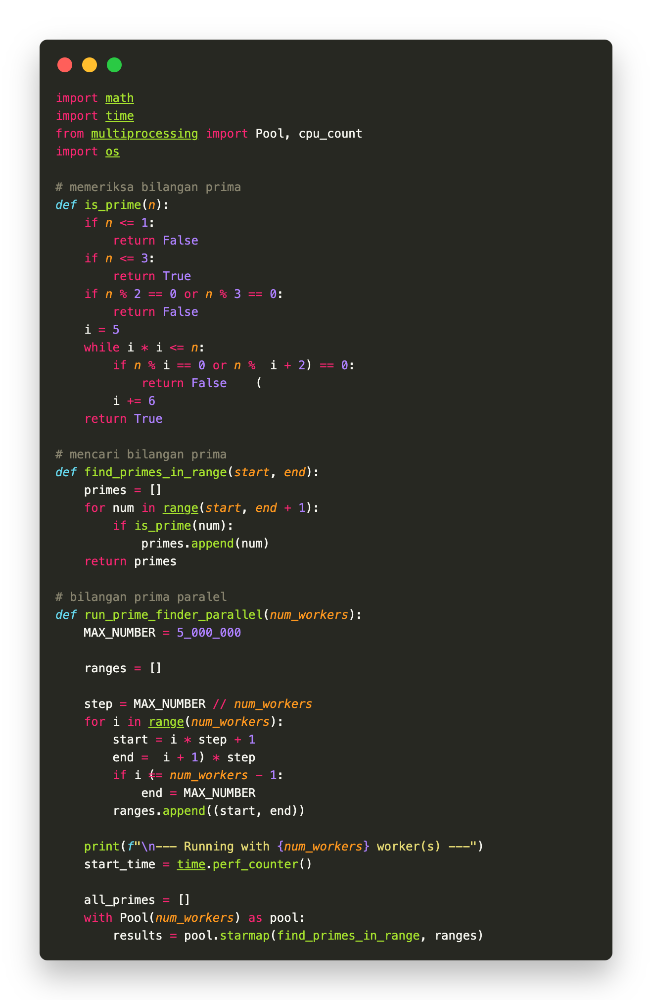 import math
import time
from multiprocessing import Pool, cpu_count
import os

# memeriksa bilangan prima
def is_prime(n):
    if n <= 1:
        return False
    if n <= 3:
        return True
    if n % 2 == 0 or n % 3 == 0:
        return False
    i = 5
    while i * i <= n:
        if n % i == 0 or n % (i + 2) == 0:
            return False
        i += 6
    return True

# mencari bilangan prima
def find_primes_in_range(start, end):
    primes = []
    for num in range(start, end + 1):
        if is_prime(num):
            primes.append(num)
    return primes

# bilangan prima paralel
def run_prime_finder_parallel(num_workers):
    MAX_NUMBER = 5_000_000

    ranges = []

    step = MAX_NUMBER // num_workers
    for i in range(num_workers):
        start = i * step + 1
        end = (i + 1) * step
        if i == num_workers - 1:
            end = MAX_NUMBER
        ranges.append((start, end))

    print(f"\n--- Running with {num_workers} worker(s) ---")
    start_time = time.perf_counter()

    all_primes = []
    with Pool(num_workers) as pool:
        results = pool.starmap(find_primes_in_range, ranges)